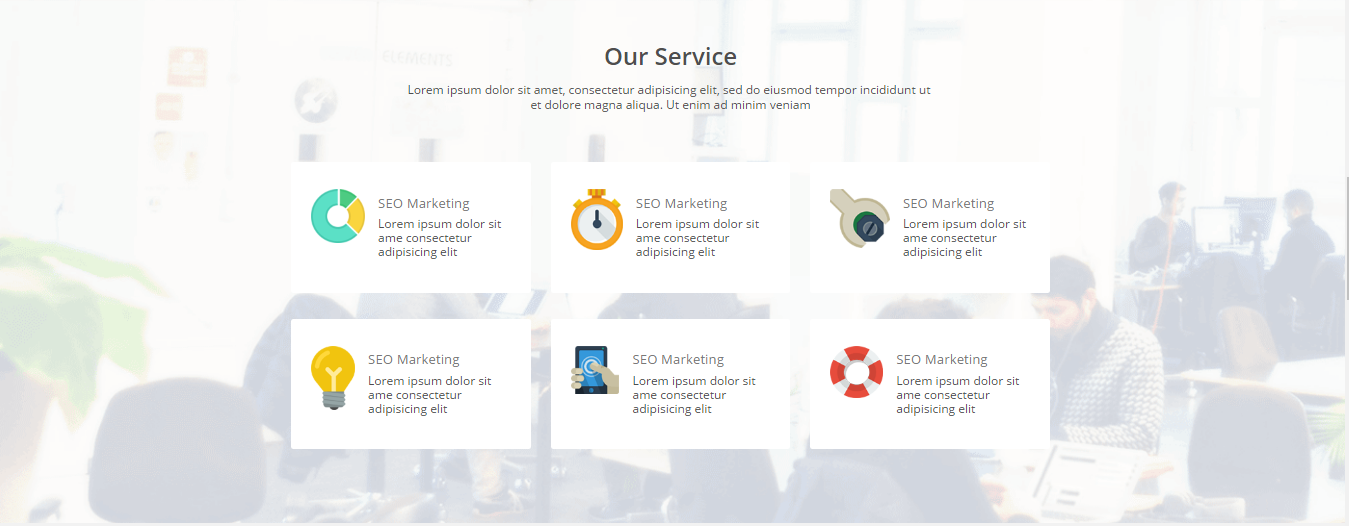 ELEMENTS
Our Service
Lorem ipsum dolor sit amet, consectetur adipisicing elit, sed do eiusmod tempor incididunt ut
et dolore magna aliqua. Ut enim ad minim veniam
SEO Marketing
Lorem ipsum dolor sit
ame consectetur
adipisicing elit
SEO Marketing
Lorem ipsum dolor sit
ame consectetur
adipisicing elit
SEO Marketing
Lorem ipsum dolor sit
ame consectetur
adipisicing elit
SEO Marketing
Lorem ipsum dolor sit
ame consectetur
adipisicing elit
SEO Marketing
Lorem ipsum dolor sit
ame consectetur
adipisicing elit
SEO Marketing
Lorem ipsum dolor sit
ame consectetur
adipisicing elit